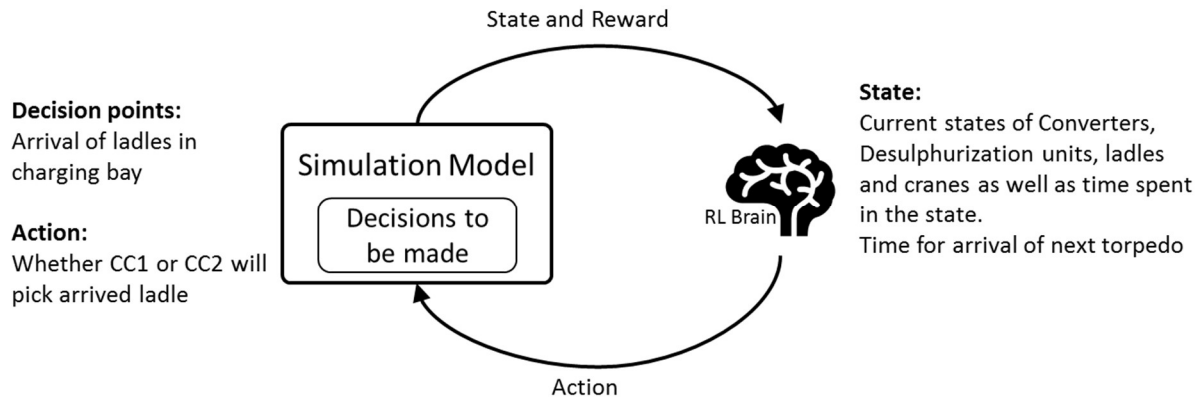 State and Reward
Decision points:
Arrival of ladles in
charging bay
Action:
Whether CC1 or CC2 will
pick arrived ladle
Simulation Model
Decisions to
be made
RL Brain
State:
Current states of Converters,
Desulphurization units, ladles
and cranes as well as time spent
in the state.
Time for arrival of next torpedo
Action